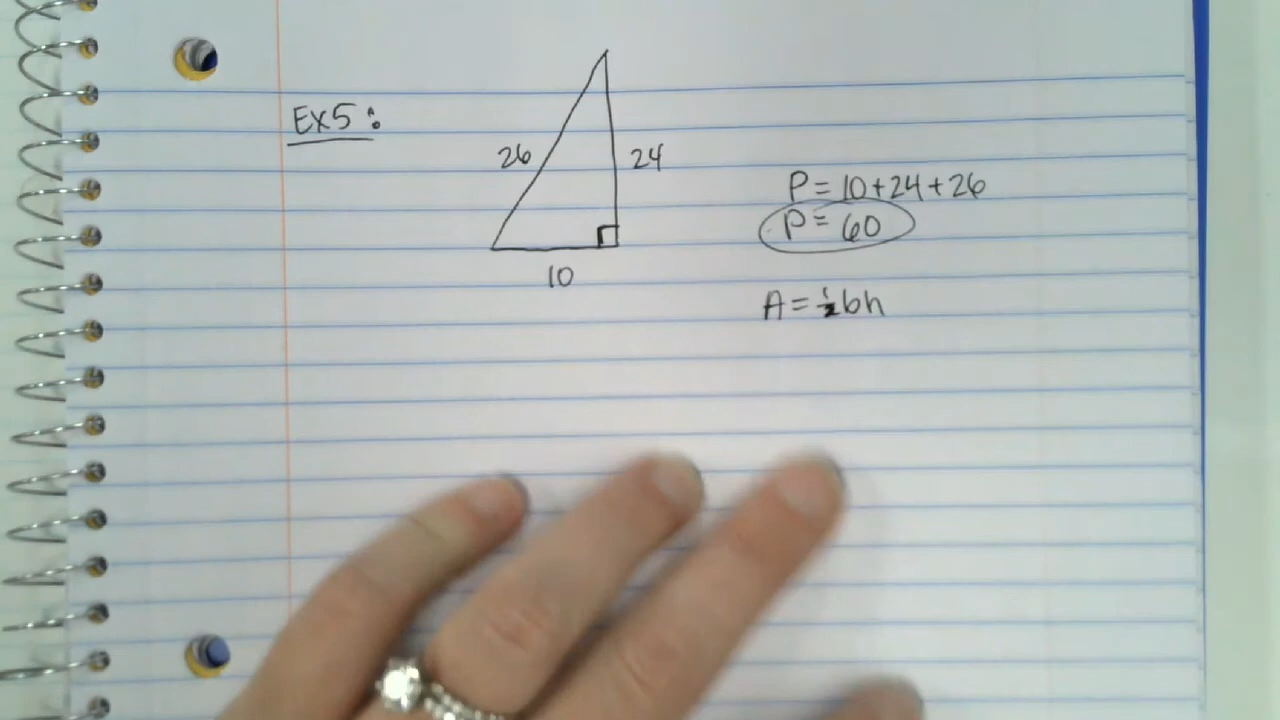 Ex5:
26
24
10
P = 10+24+26
P = 60
A = ½bh